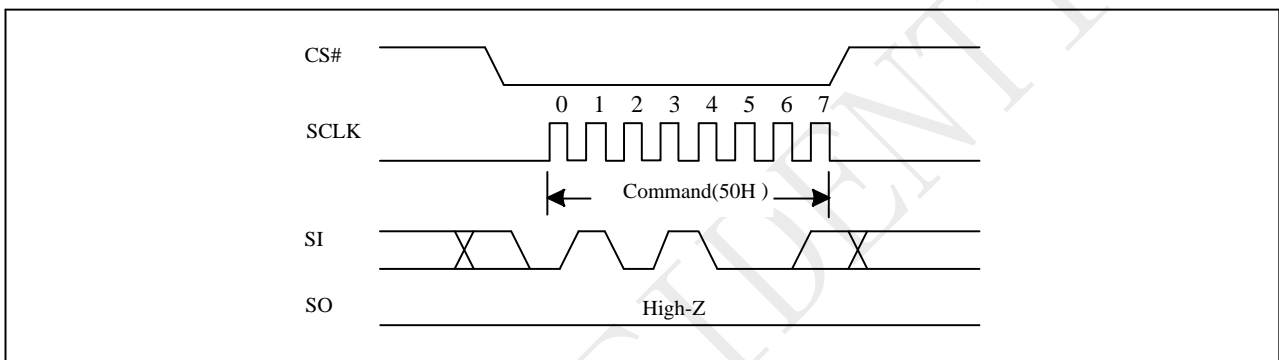 CS#
0 1 2 3 4 5 6 7
SCLK
Command(50H )
SI
SO
High-Z